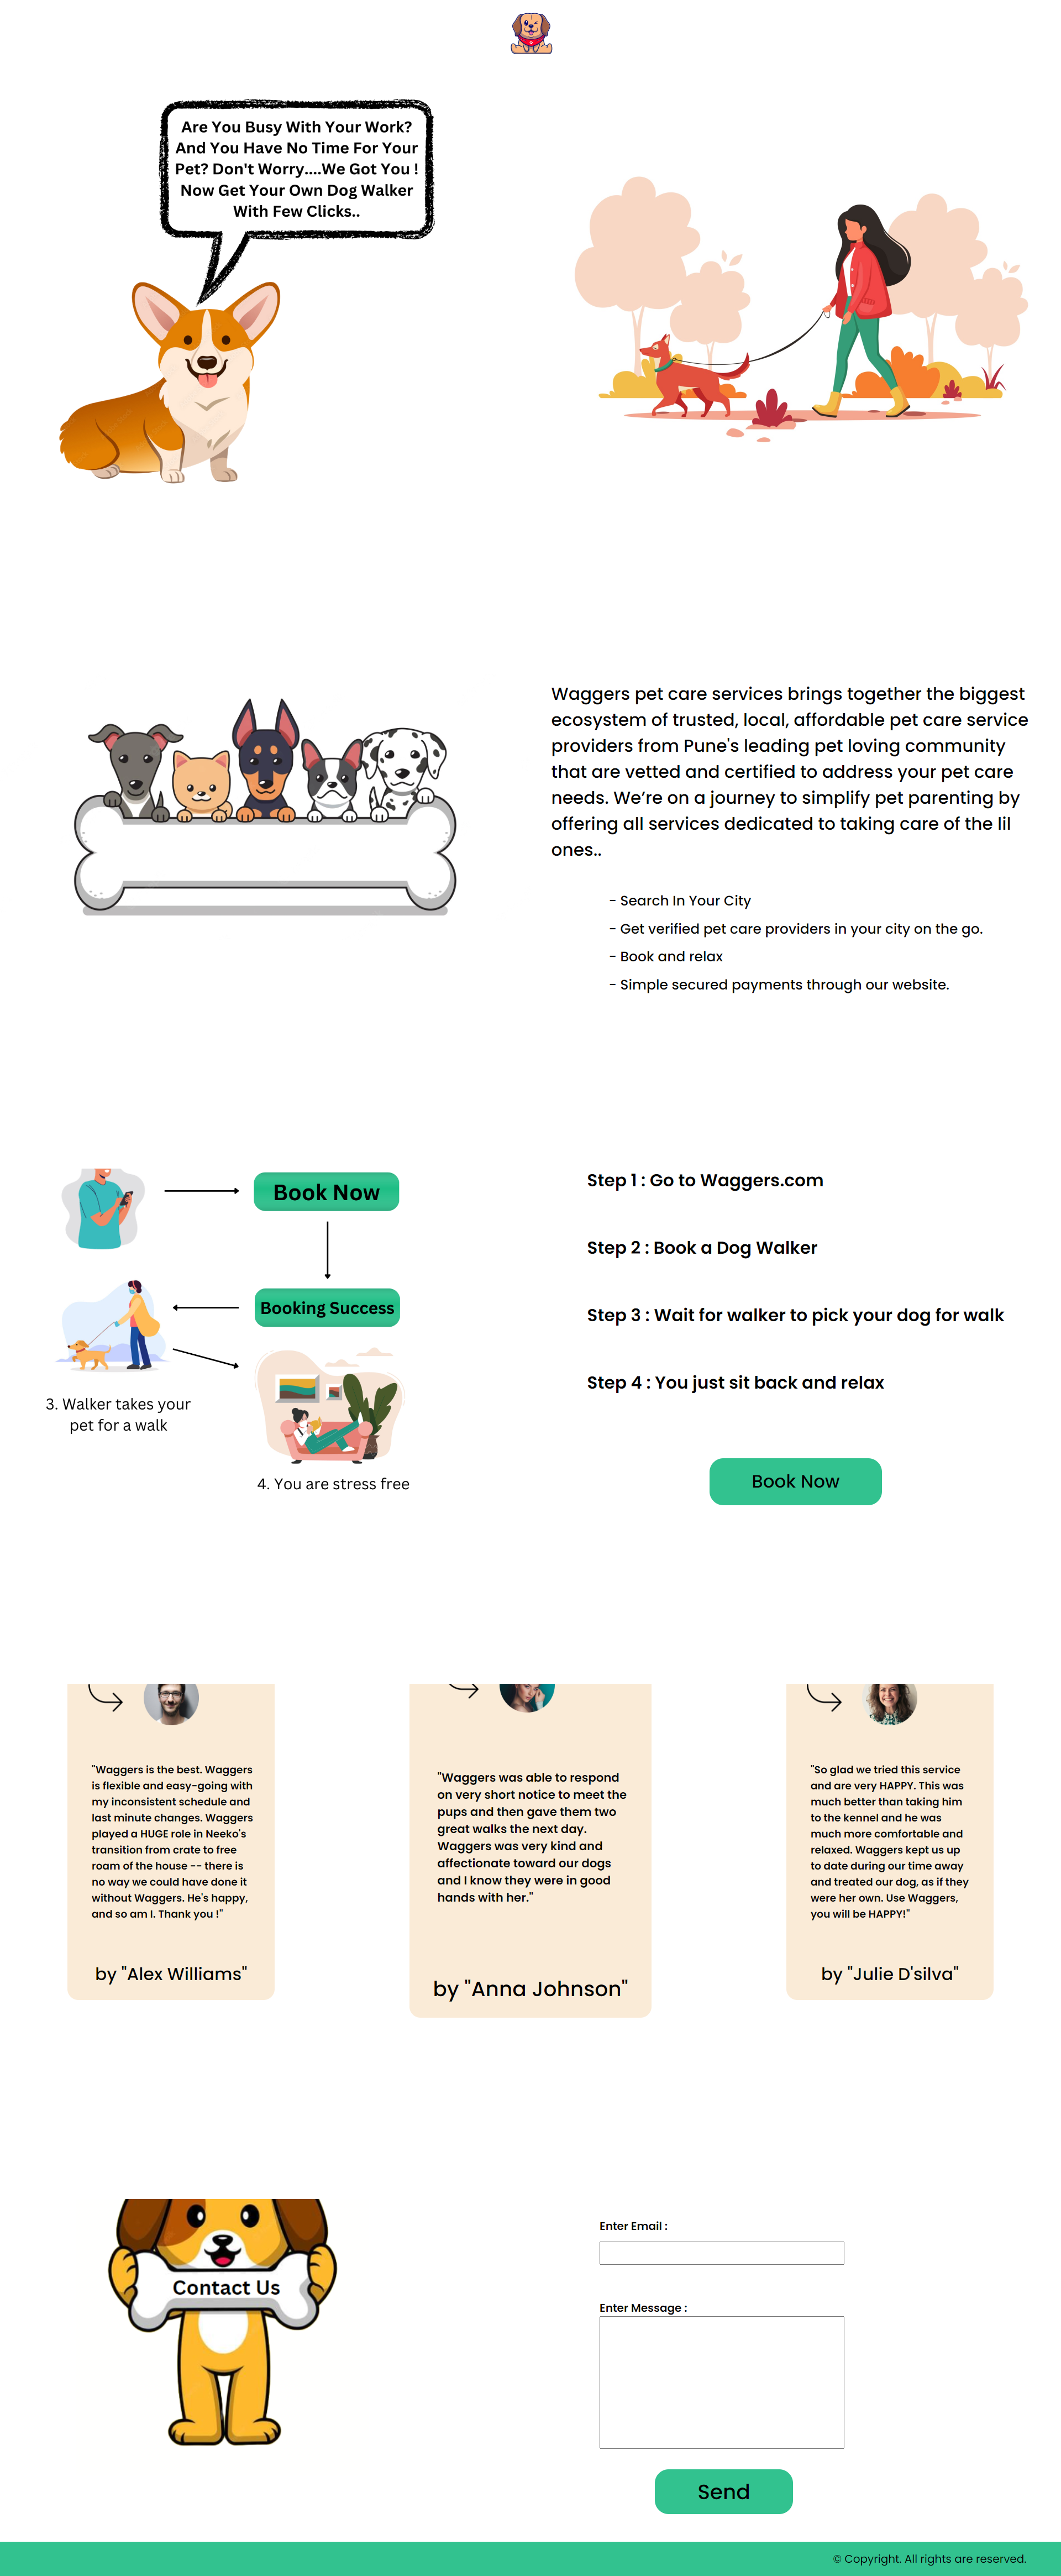 Are You Busy With Your Work?
And You Have No Time For Your
Pet? Don't Worry....We Got You !
Now Get Your Own Dog Walker
With Few Clicks..
Waggers pet care services brings together the biggest
ecosystem of trusted, local, affordable pet care service
providers from Pune's leading pet loving community
that are vetted and certified to address your pet care
needs. We’re on a journey to simplify pet parenting by
offering all services dedicated to taking care of the lil
ones..
- Search In Your City
- Get verified pet care providers in your city on the go.
- Book and relax
- Simple secured payments through our website.
Book Now
Booking Success
3. Walker takes your
pet for a walk
4. You are stress free
Step 1 : Go to Waggers.com
Step 2 : Book a Dog Walker
Step 3 : Wait for walker to pick your dog for walk
Step 4 : You just sit back and relax
Book Now
"Waggers is the best. Waggers
is flexible and easy-going with
my inconsistent schedule and
last minute changes. Waggers
played a HUGE role in Neeko's
transition from crate to free
roam of the house -- there is
no way we could have done it
without Waggers. He's happy,
and so am I. Thank you !"
by "Alex Williams"
"Waggers was able to respond
on very short notice to meet the
pups and then gave them two
great walks the next day.
Waggers was very kind and
affectionate toward our dogs
and I know they were in good
hands with her."
by "Anna Johnson"
"So glad we tried this service
and are very HAPPY. This was
much better than taking him
to the kennel and he was
much more comfortable and
relaxed. Waggers kept us up
to date during our time away
and treated our dog, as if they
were her own. Use Waggers,
you will be HAPPY!"
by "Julie D'silva"
Contact Us
Enter Email :
Enter Message :
Send
© Copyright. All rights are reserved.